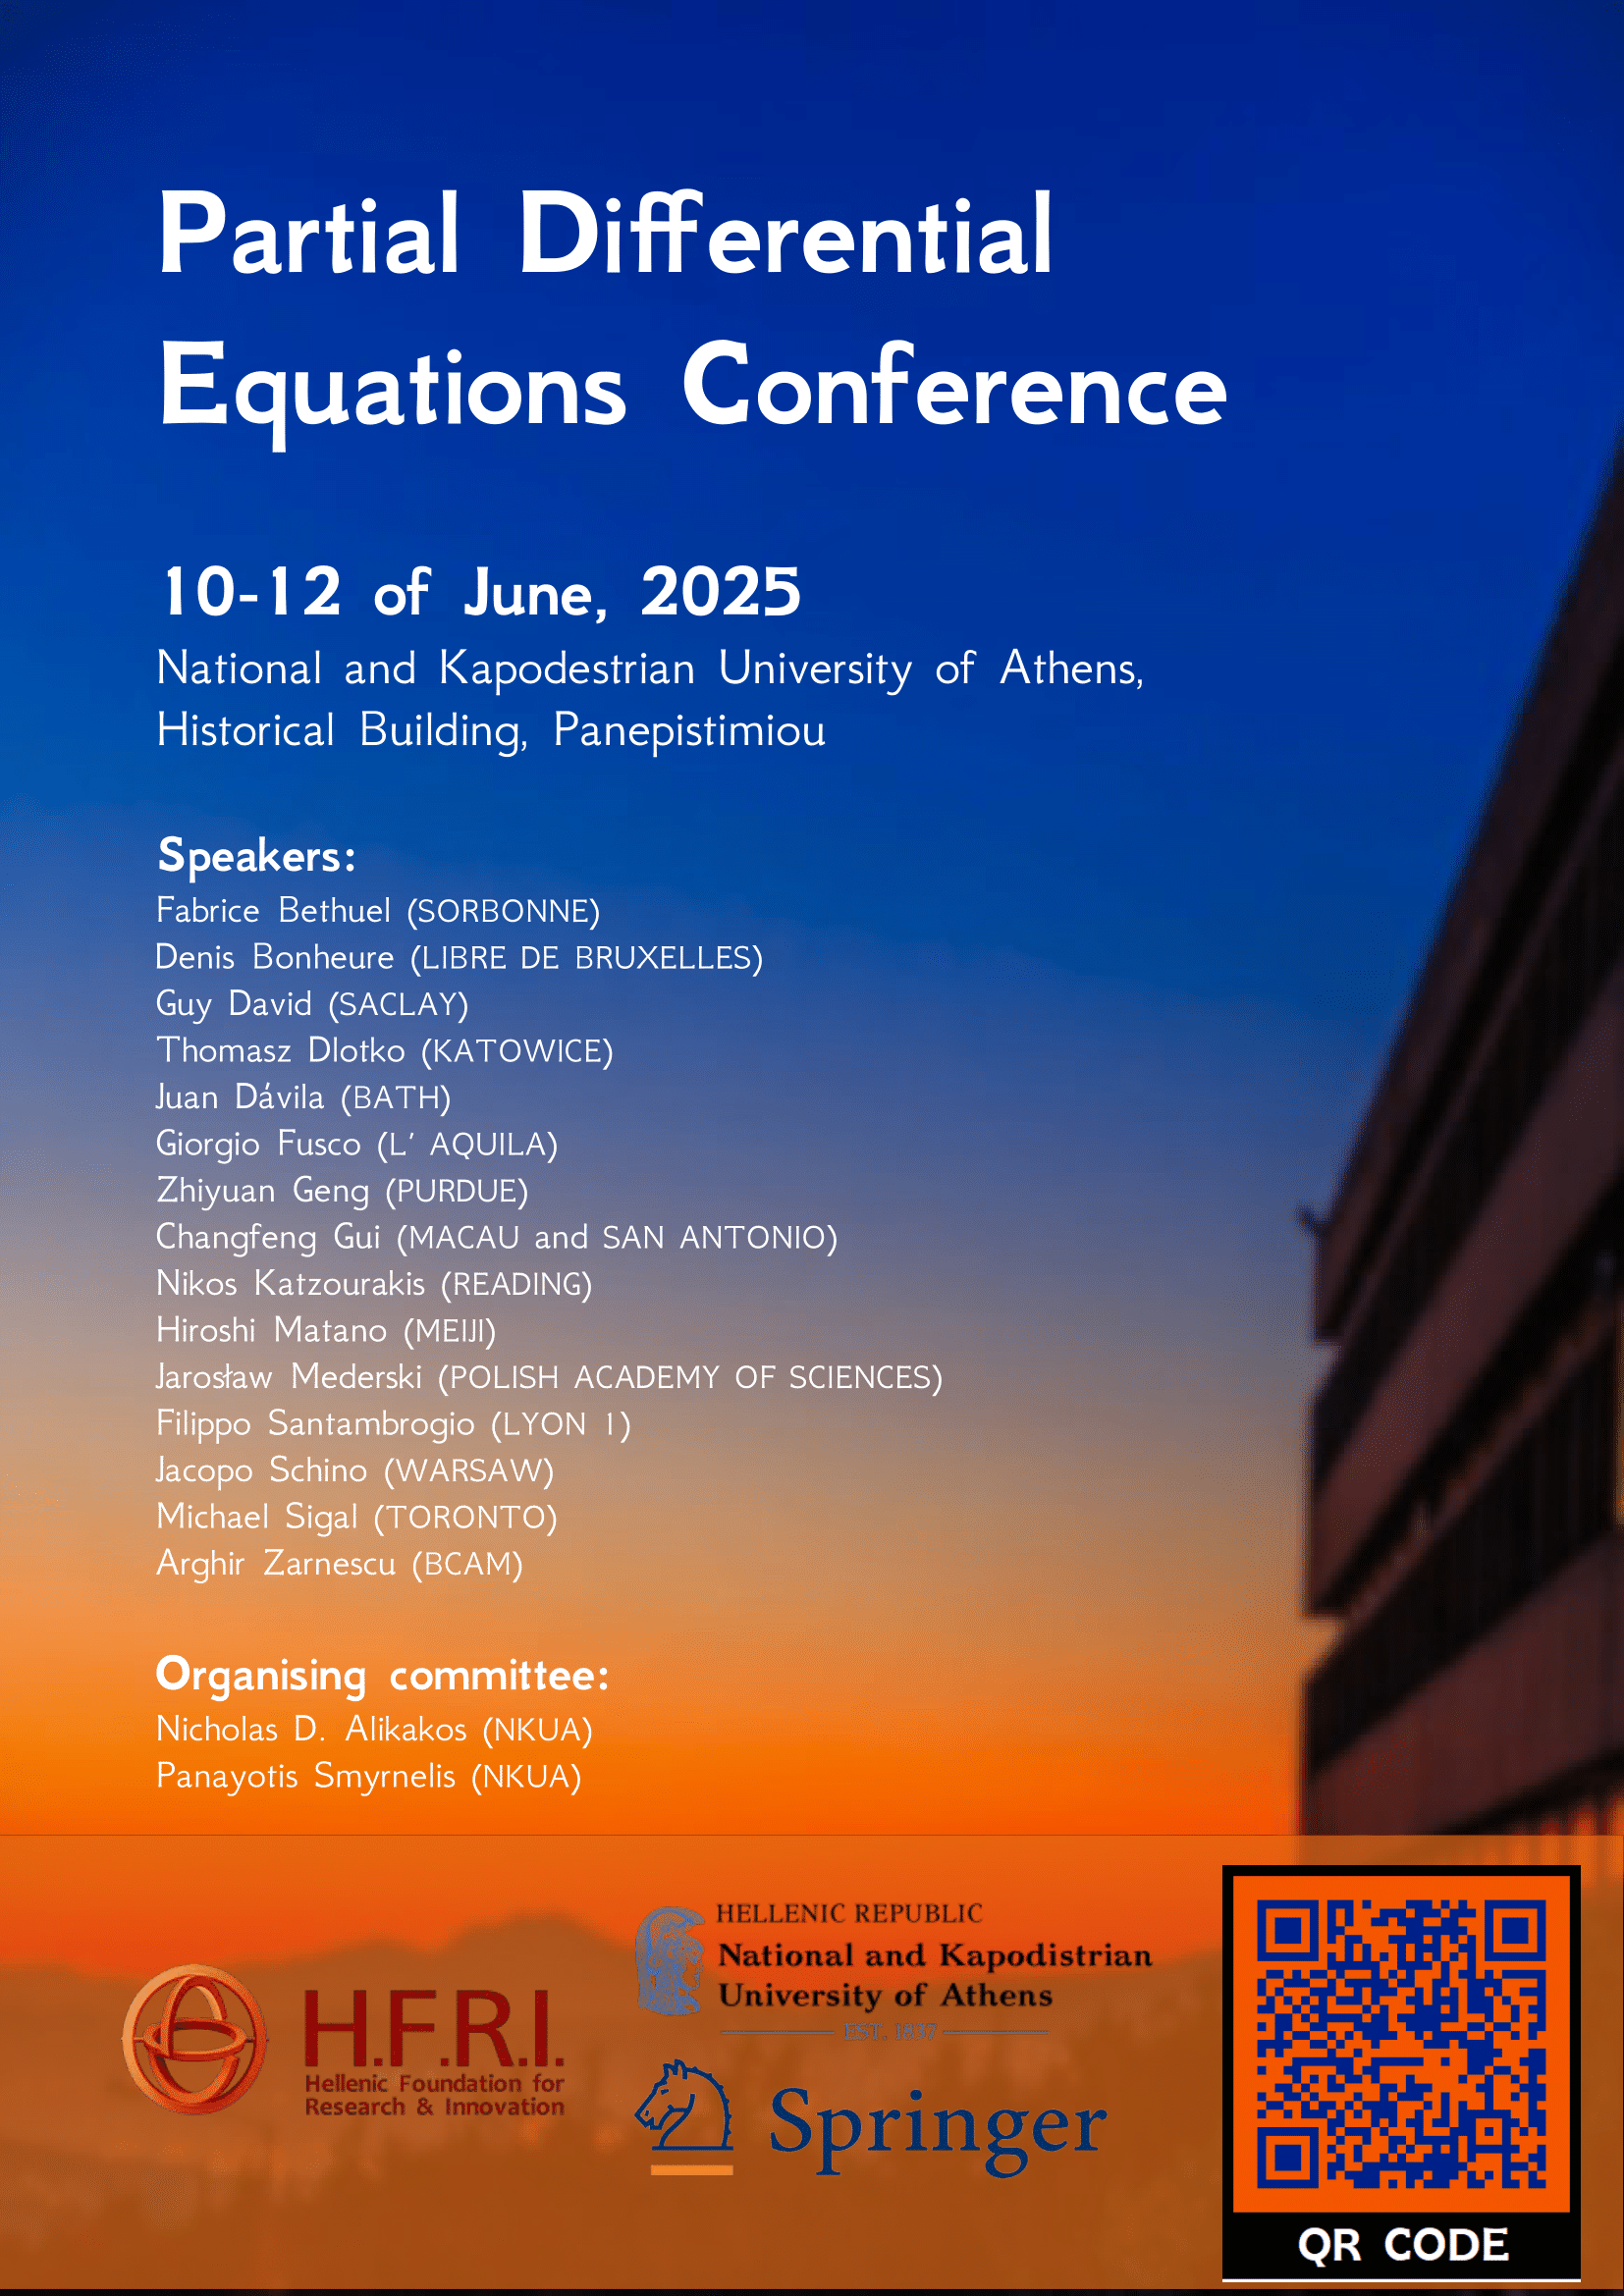 Partial Differential
Equations Conference
10-12 of June, 2025
National and Kapodestrian University of Athens,
Historical Building, Panepistimiou
Speakers:
Fabrice Bethuel (SORBONNE)
Denis Bonheure (LIBRE DE BRUXELLES)
Guy David (SACLAY)
Thomasz Dlotko (KATOWICE)
Juan Dávila (BATH)
Giorgio Fusco (L' AQUILA)
Zhiyuan Geng (PURDUE)
Changfeng Gui (MACAU and SAN ANTONIO)
Nikos Katzourakis (READING)
Hiroshi Matano (MEIJI)
Jarosław Mederski (POLISH ACADEMY OF SCIENCES)
Filippo Santambrogio (LYON 1)
Jacopo Schino (WARSAW)
Michael Sigal (TORONTO)
Arghir Zarnescu (BCAM)
Organising committee:
Nicholas D. Alikakos (NKUA)
Panayotis Smyrnelis (NKUA)
H.F.R.I.
Hellenic Foundation for
Research & Innovation
HELLENIC REPUBLIC
National and Kapodistrian
University of Athens
EST. 1837
Springer
QR CODE